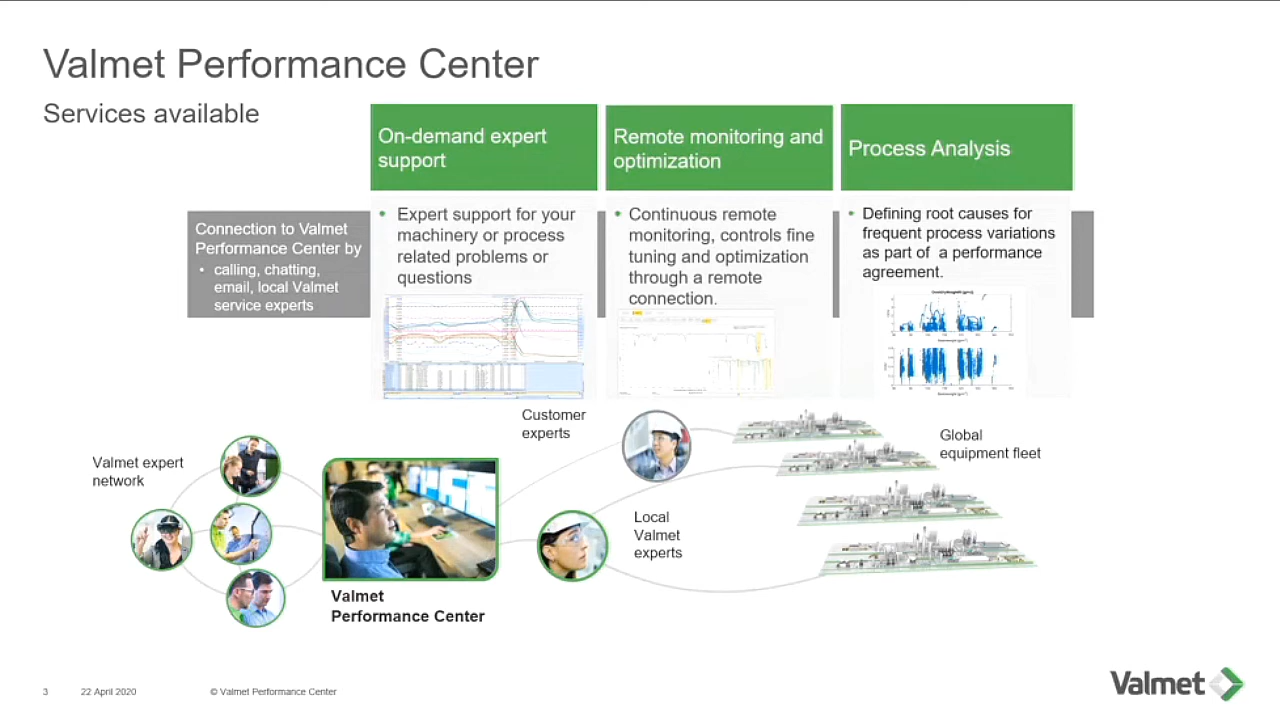 Valmet Performance Center
Services available
On-demand expert
support
Remote monitoring and
optimization
Process Analysis
Connection to Valmet
Performance Center by
• calling, chatting,
email, local Valmet
service experts
• Expert support for your
machinery or process
related problems or
questions
• Continuous remote
monitoring, controls fine
tuning and optimization
through a remote
connection.
• Defining root causes for
frequent process variations
as part of a performance
agreement.
Customer
experts
Global
equipment fleet
Valmet expert
network
Local
Valmet
experts
Valmet
Performance Center
3 22 April 2020 © Valmet Performance Center
Valmet